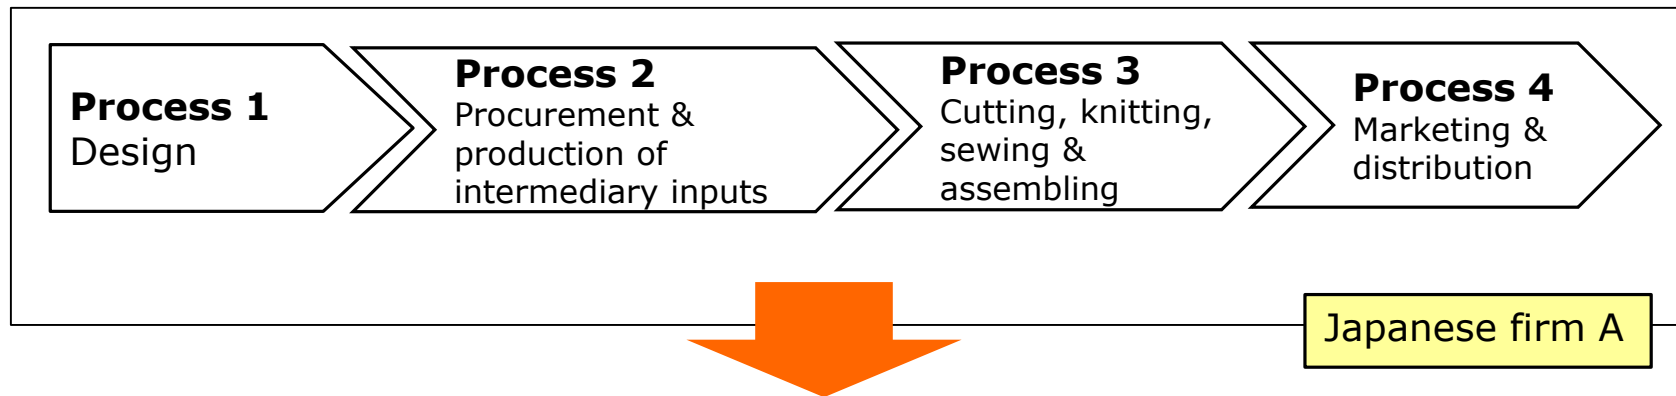 Process 1
Design
Process 2
Procurement &
production of
intermediary inputs
Process 3
Cutting, knitting,
sewing &
assembling
Process 4
Marketing &
distribution
Japanese firm A